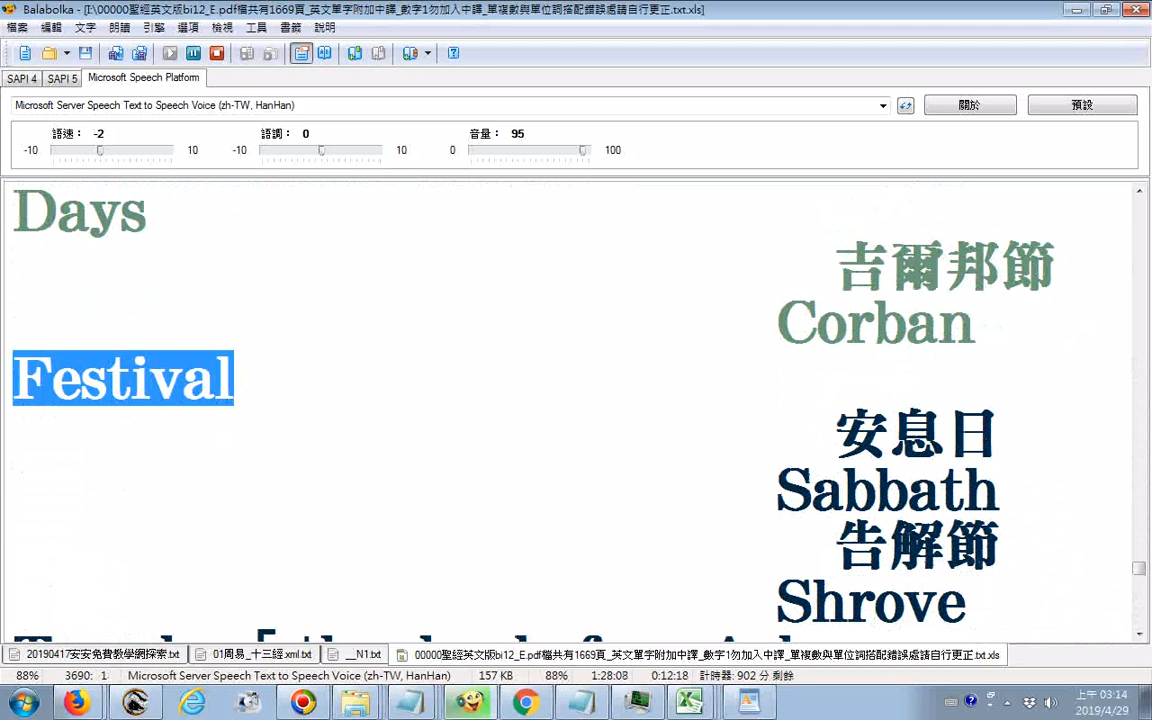 Balabolka - [I:\00000聖經英文版bi12_E.pdf檔共有1669頁_英文單字附加中譯_數字1勿加入中譯_單複數與單位詞搭配錯誤處請自行更正.txt.xls]
檔案 編輯 文字 朗讀 引擎 選項 檢視 工具 書籤 說明
SAPI 4 SAPI 5 Microsoft Speech Platform
Microsoft Server Speech Text to Speech Voice (zh-TW, HanHan) 關於 預設
語速： -2 語調： 0 音量： 95
-10 10 -10 10 0 100
Days
吉爾邦節
Corban
Festival
安息日
Sabbath
告解節
Shrove
20190417安安免費教學網探索.txt 01周易_十三經.xml.txt __N1.txt 00000聖經英文版bi12_E.pdf檔共有1669頁_英文單字附加中譯_數字1勿加入中譯_單複數與單位詞搭配錯誤處請自行更正.txt.xls
88% 3690: 1 Microsoft Server Speech Text to Speech Voice (zh-TW, HanHan) 157 KB 88% 1:28:08 0:12:18 計時器: 902 分 剩餘
上午 03:14
2019/4/29